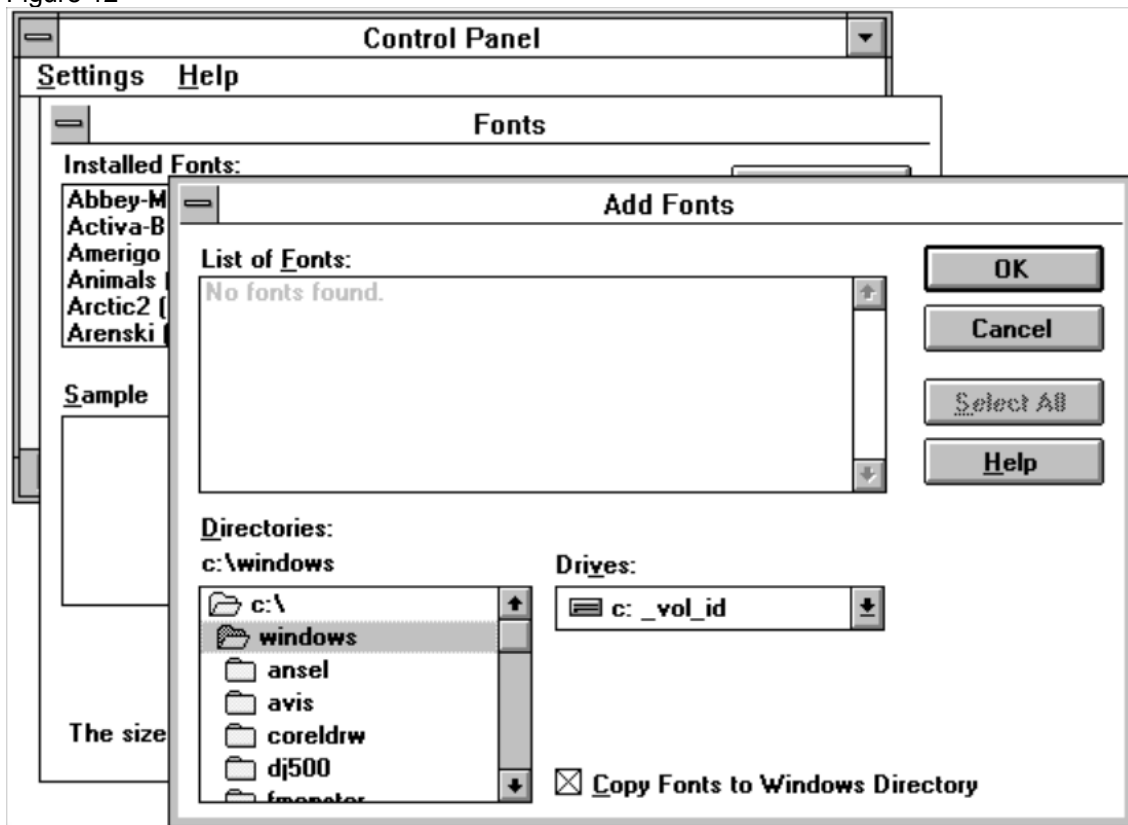 Control Panel
Settings Help
Fonts
Installed Fonts:
Abbey-M
Activa-B
Amerigo
Animals (
Arctic2 (
Arenski (
Sample
The size
Add Fonts
List of Fonts:
No fonts found.
OK
Cancel
Select All
Help
Directories:
c:\windows
c:\
windows
ansel
avis
coreldrw
dj500
Drives:
c: _vol_id
Copy Fonts to Windows Directory